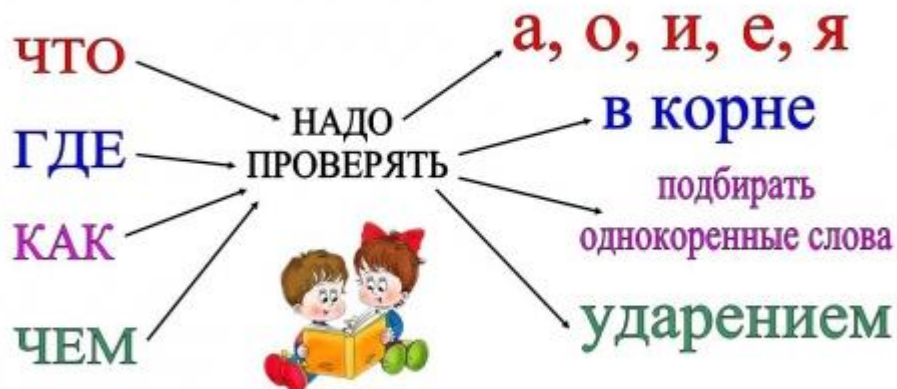 ЧТО
ГДЕ
КАК
ЧЕМ
НАДО
ПРОВЕРЯТЬ
а, о, и, е, я
в корне
подбирать
однокоренные слова
ударением